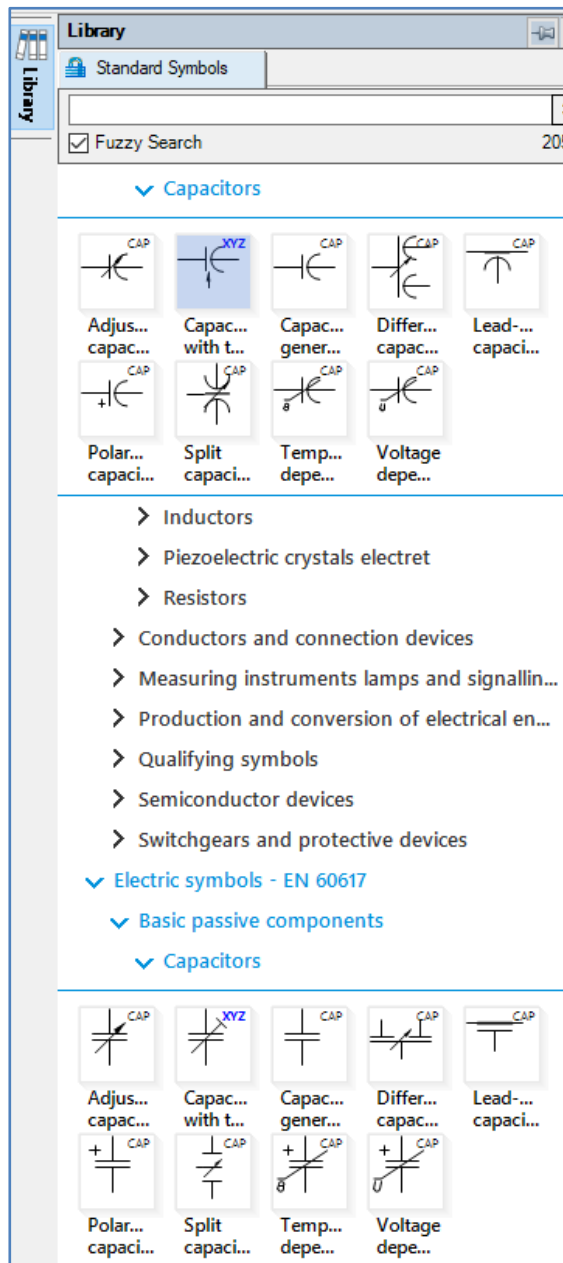 Library
Library
Standard Symbols
Fuzzy Search
205
Capacitors
CAP XYZ CAP CAP CAP
Adjus... Capac... Capac... Differ... Lead-...
capac... with t... gener... capac... capaci...
CAP CAP CAP CAP
+ ϑ U
Polar... Split Temp... Voltage
capaci... capaci... depe... depe...
Inductors
Piezoelectric crystals electret
Resistors
Conductors and connection devices
Measuring instruments lamps and signallin...
Production and conversion of electrical en...
Qualifying symbols
Semiconductor devices
Switchgears and protective devices
Electric symbols - EN 60617
Basic passive components
Capacitors
CAP XYZ CAP CAP CAP
Adjus... Capac... Capac... Differ... Lead-...
capac... with t... gener... capac... capaci...
+ CAP CAP + CAP + CAP
ϑ U
Polar... Split Temp... Voltage
capaci... capaci... depe... depe...